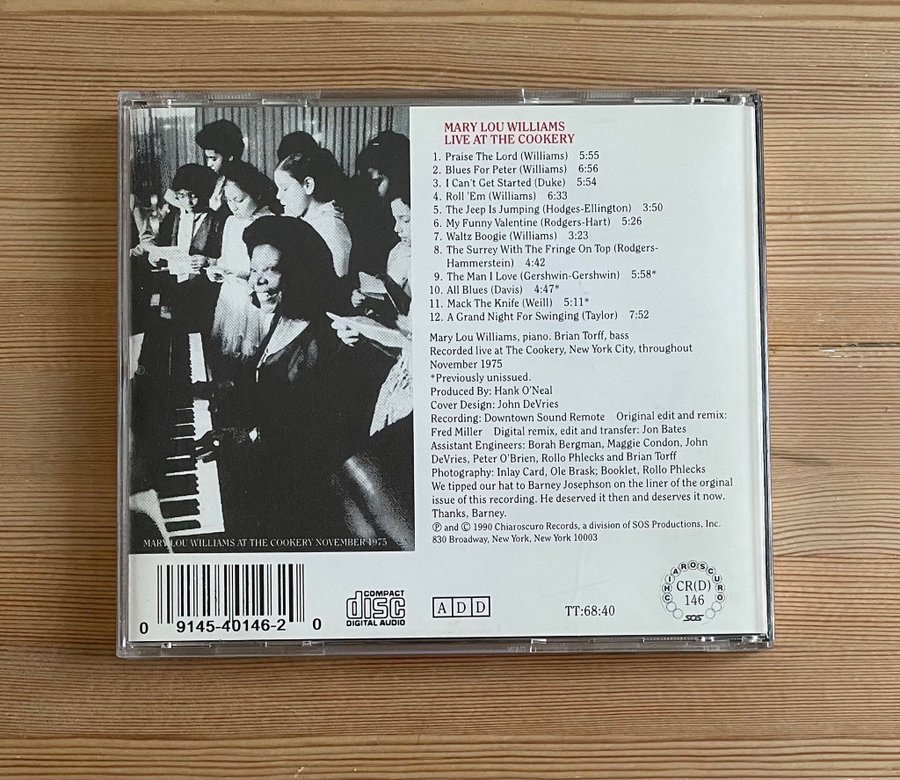 MARY LOU WILLIAMS
LIVE AT THE COOKERY
1. Praise The Lord (Williams) 5:55
2. Blues For Peter (Williams) 6:56
3. I Can't Get Started (Duke) 5:54
4. Roll 'Em (Williams) 6:33
5. The Jeep Is Jumping (Hodges-Ellington) 3:50
6. My Funny Valentine (Rodgers-Hart) 5:26
7. Waltz Boogie (Williams) 3:23
8. The Surrey With The Fringe On Top (Rodgers-
Hammerstein) 4:42
9. The Man I Love (Gershwin-Gershwin) 5:58*
10. All Blues (Davis) 4:47*
11. Mack The Knife (Weill) 5:11*
12. A Grand Night For Swinging (Taylor) 7:52
Mary Lou Williams, piano. Brian Torff, bass
Recorded live at The Cookery, New York City, throughout
November 1975
*Previously unissued.
Produced By: Hank O'Neal
Cover Design: John DeVries
Recording: Downtown Sound Remote Original edit and remix:
Fred Miller Digital remix, edit and transfer: Jon Bates
Assistant Engineers: Borah Bergman, Maggie Condon, John
DeVries, Peter O'Brien, Rollo Phlecks and Brian Torff
Photography: Inlay Card, Ole Brask; Booklet, Rollo Phlecks
We tipped our hat to Barney Josephson on the liner of the orginal
issue of this recording. He deserved it then and deserves it now.
Thanks, Barney.
℗ and © 1990 Chiaroscuro Records, a division of SOS Productions, Inc.
830 Broadway, New York, New York 10003
MARY LOU WILLIAMS AT THE COOKERY NOVEMBER 1975
0 9145-40146-2 0
COMPACT
disc
DIGITAL AUDIO
A D D
TT:68:40
CHIAROSCURO
CR(D)
146
SOS